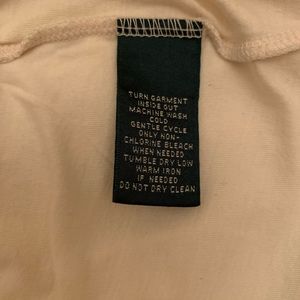 TURN GARMENT
INSIDE OUT
MACHINE WASH
COLD
GENTLE CYCLE
ONLY NON-
CHLORINE BLEACH
WHEN NEEDED
TUMBLE DRY LOW
WARM IRON
IF NEEDED
DO NOT DRY CLEAN